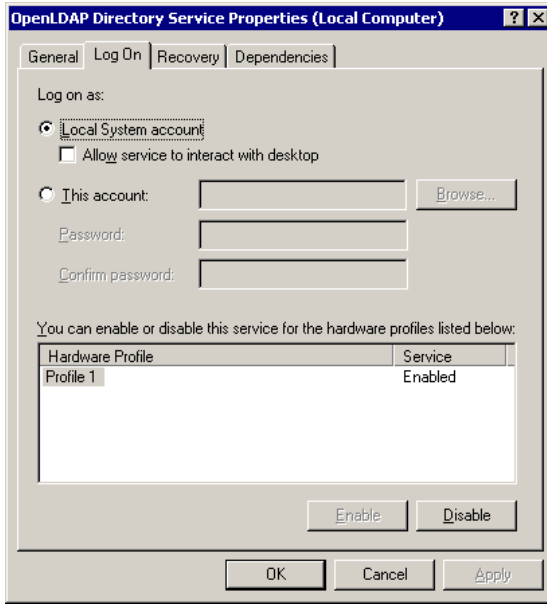 OpenLDAP Directory Service Properties (Local Computer)
General Log On Recovery Dependencies
Log on as:
Local System account
Allow service to interact with desktop
This account: Browse...
Password:
Confirm password:
You can enable or disable this service for the hardware profiles listed below:
Hardware Profile Service
Profile 1 Enabled
Enable Disable
OK Cancel Apply